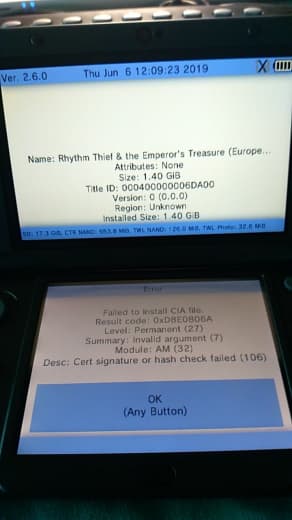 Ver. 2.6.0 Thu Jun 6 12:09:23 2019
Name: Rhythm Thief & the Emperor's Treasure (Europe...
Attributes: None
Size: 1.40 GiB
Title ID: 000400000006DA00
Version: 0 (0.0.0)
Region: Unknown
Installed Size: 1.40 GiB
SD: 17.3 GiB, CTR NAND: 663.8 MiB, TWL NAND: 126.0 MiB, TWL Photo: 32.6 MiB
Error
Failed to install CIA file.
Result code: 0xD8E0806A
Level: Permanent (27)
Summary: Invalid argument (7)
Module: AM (32)
Desc: Cert signature or hash check failed (106)
OK
(Any Button)